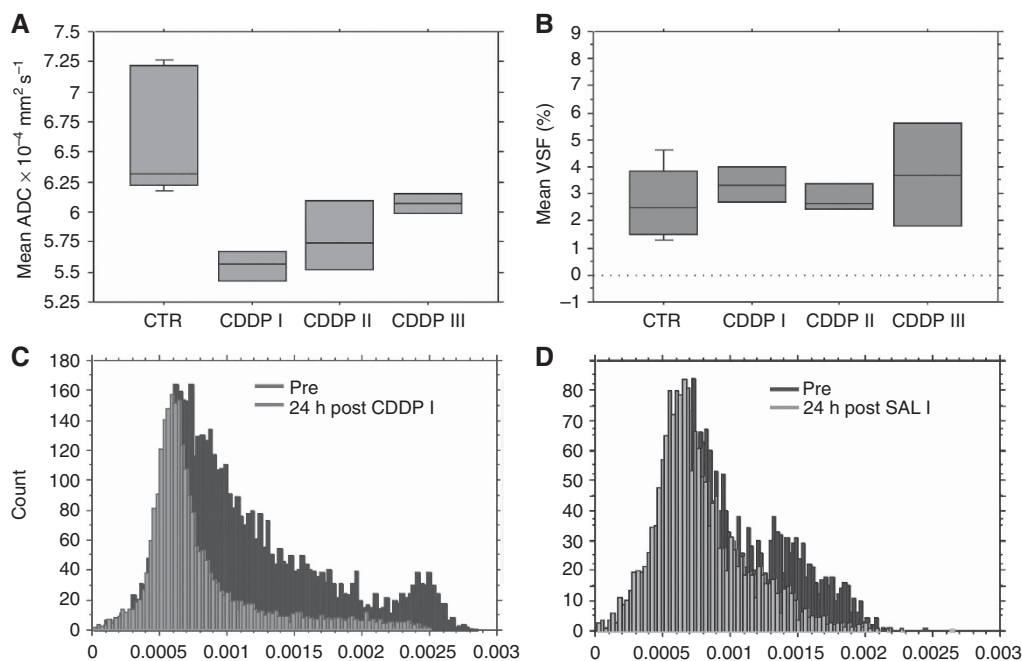 A
Mean ADC × 10⁻⁴ mm² s⁻¹
7.5
7.25
7
6.75
6.5
6.25
6
5.75
5.5
5.25
CTR CDDP I CDDP II CDDP III
B
Mean VSF (%)
9
8
7
6
5
4
3
2
1
0
–1
CTR CDDP I CDDP II CDDP III
C
Count
180
160
140
120
100
80
60
40
20
0
Pre
24 h post CDDP I
0 0.0005 0.001 0.0015 0.002 0.0025 0.003
D
80
70
60
50
40
30
20
10
0
Pre
24 h post SAL I
0 0.0005 0.001 0.0015 0.002 0.0025 0.003